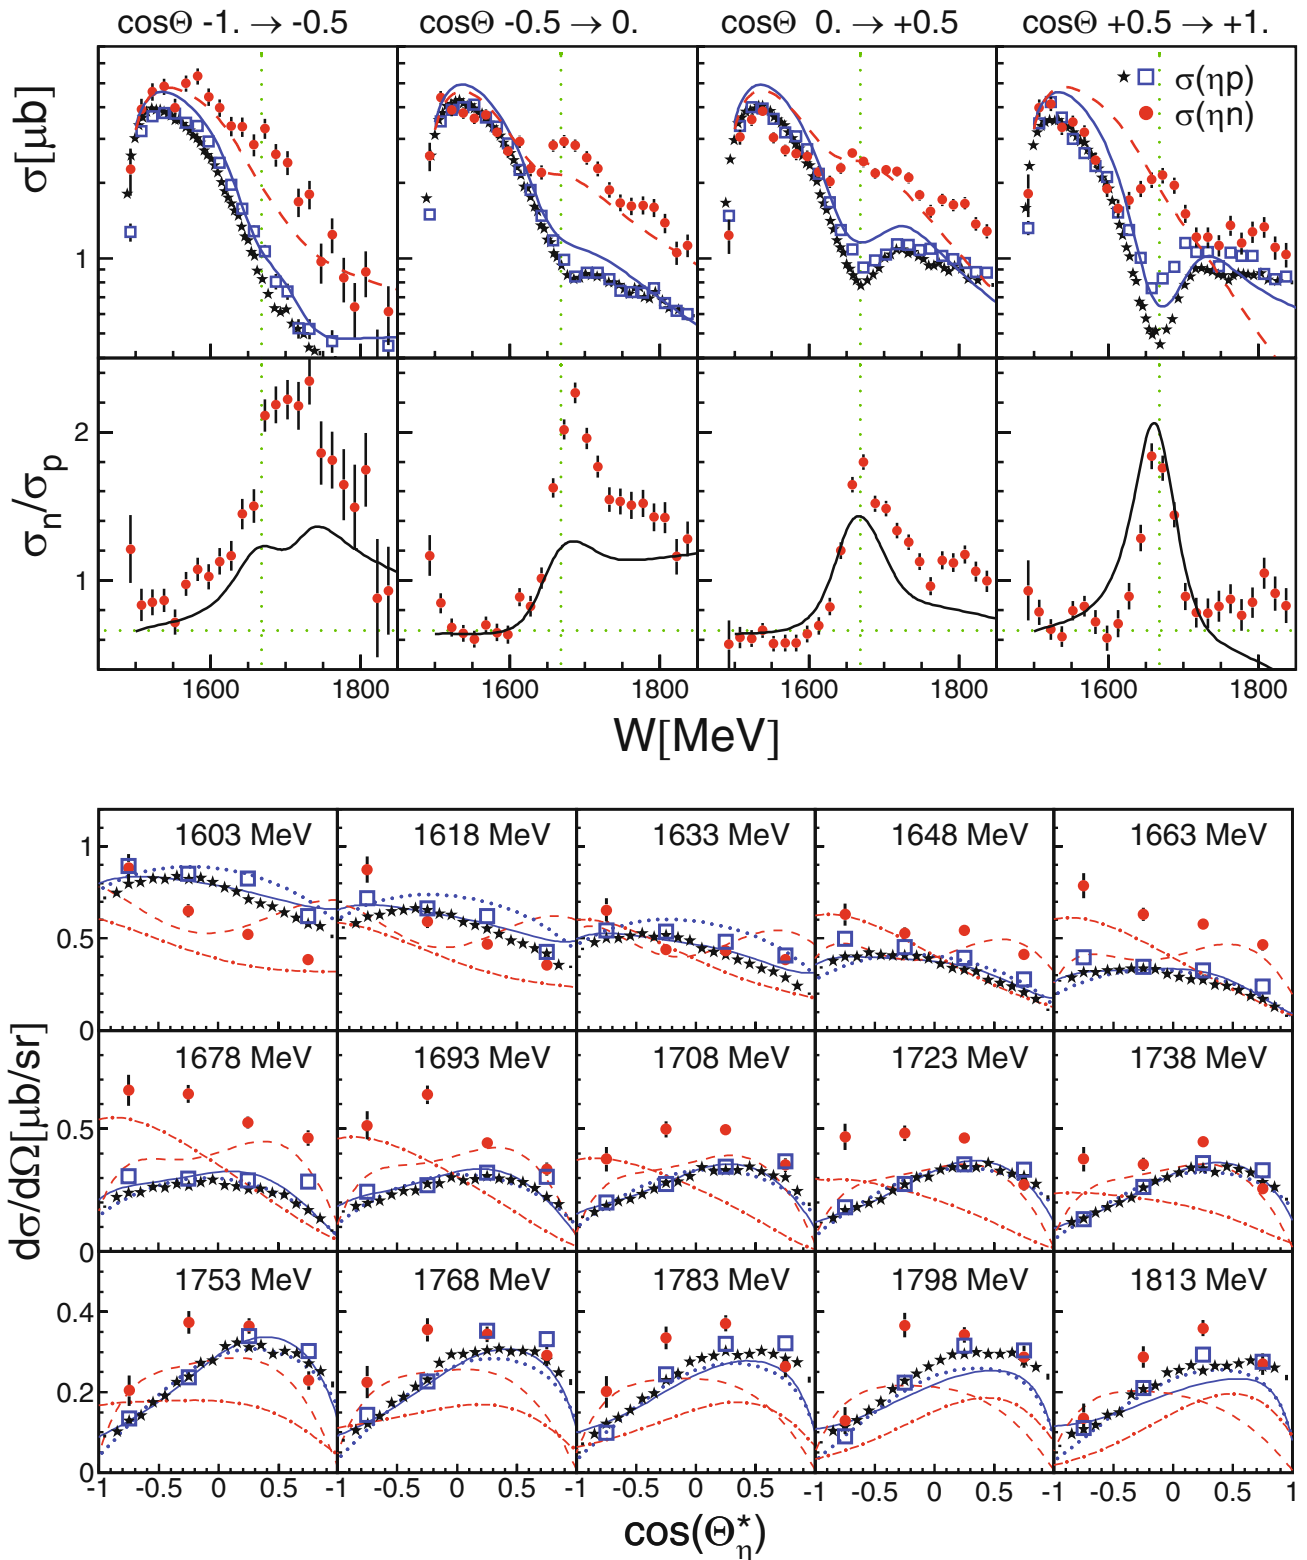 cosΘ -1. → -0.5 cosΘ -0.5 → 0. cosΘ 0. → +0.5 cosΘ +0.5 → +1.
σ[μb]
1
σ(ηp)
σ(ηn)
σn/σp
2
1
1600 1800 1600 1800 1600 1800 1600 1800
W[MeV]
dσ/dΩ[μb/sr]
1603 MeV 1618 MeV 1633 MeV 1648 MeV 1663 MeV
1
0.5
0
1678 MeV 1693 MeV 1708 MeV 1723 MeV 1738 MeV
0.5
0
1753 MeV 1768 MeV 1783 MeV 1798 MeV 1813 MeV
0.4
0.2
0
-1 -0.5 0 0.5 -1 -0.5 0 0.5 -1 -0.5 0 0.5 -1 -0.5 0 0.5 -1 -0.5 0 0.5 1
cos(Θ*η)